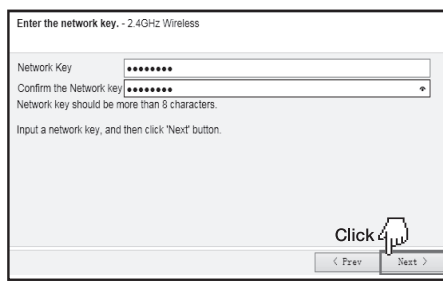 Enter the network key. - 2.4GHz Wireless
Network Key ●●●●●●●●
Confirm the Network key ●●●●●●●●
Network key should be more than 8 characters.
Input a network key, and then click 'Next' button.
Click
< Prev Next >